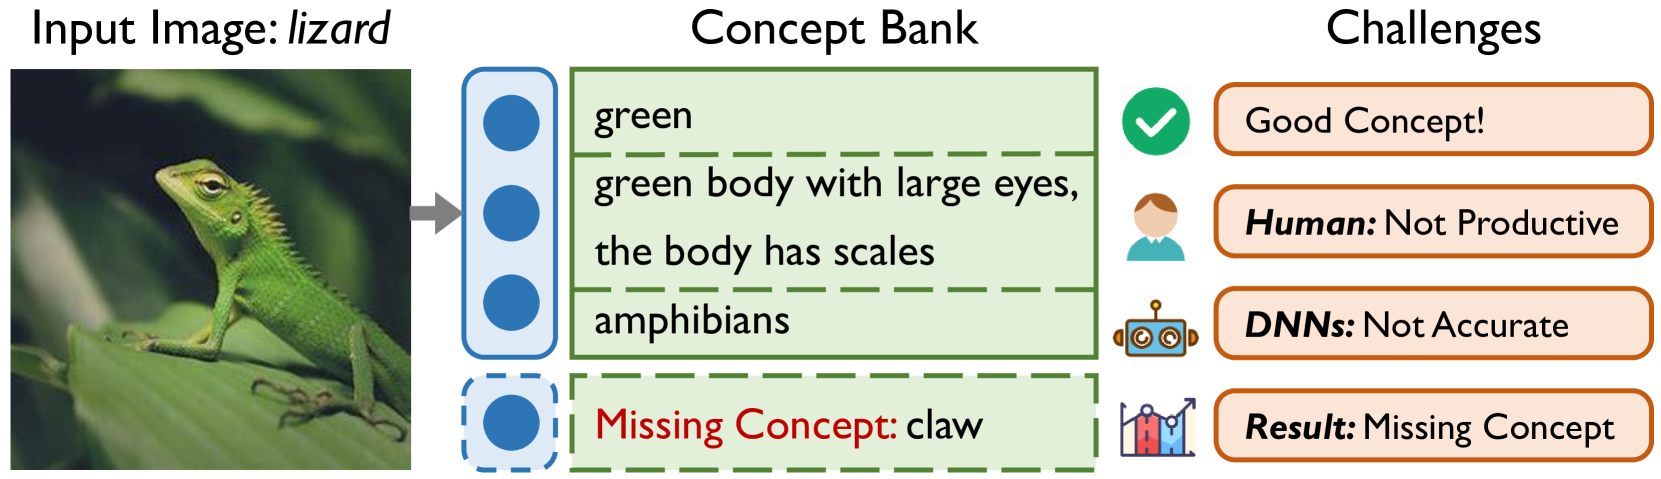 Input Image: lizard
Concept Bank
Challenges
green
Good Concept!
green body with large eyes,
the body has scales
Human: Not Productive
amphibians
DNNs: Not Accurate
Missing Concept: claw
Result: Missing Concept